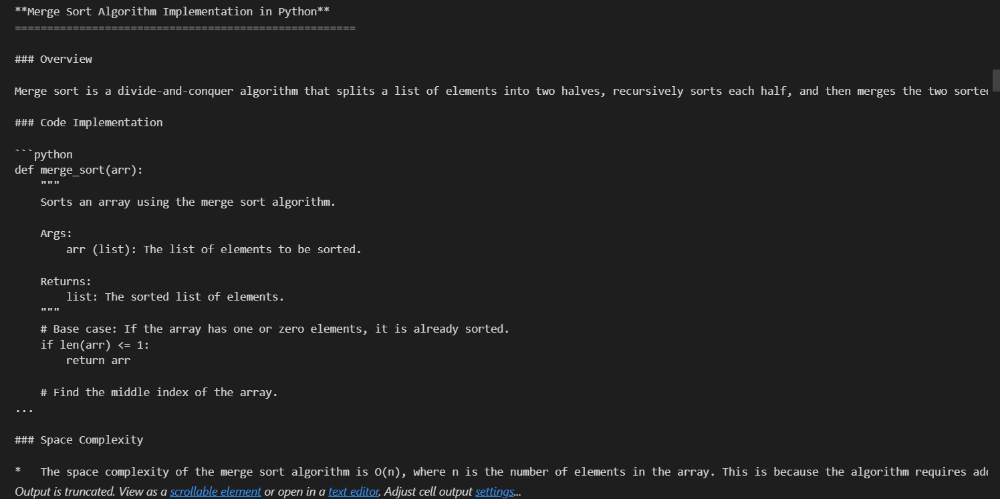 **Merge Sort Algorithm Implementation in Python**
=====================================================
### Overview
Merge sort is a divide-and-conquer algorithm that splits a list of elements into two halves, recursively sorts each half, and then merges the two sorted
### Code Implementation
```python
def merge_sort(arr):
    """
    Sorts an array using the merge sort algorithm.
    Args:
        arr (list): The list of elements to be sorted.
    Returns:
        list: The sorted list of elements.
    """
    # Base case: If the array has one or zero elements, it is already sorted.
    if len(arr) <= 1:
        return arr
    # Find the middle index of the array.
...
### Space Complexity
*   The space complexity of the merge sort algorithm is O(n), where n is the number of elements in the array. This is because the algorithm requires
Output is truncated. View as a scrollable element or open in a text editor. Adjust cell output settings...